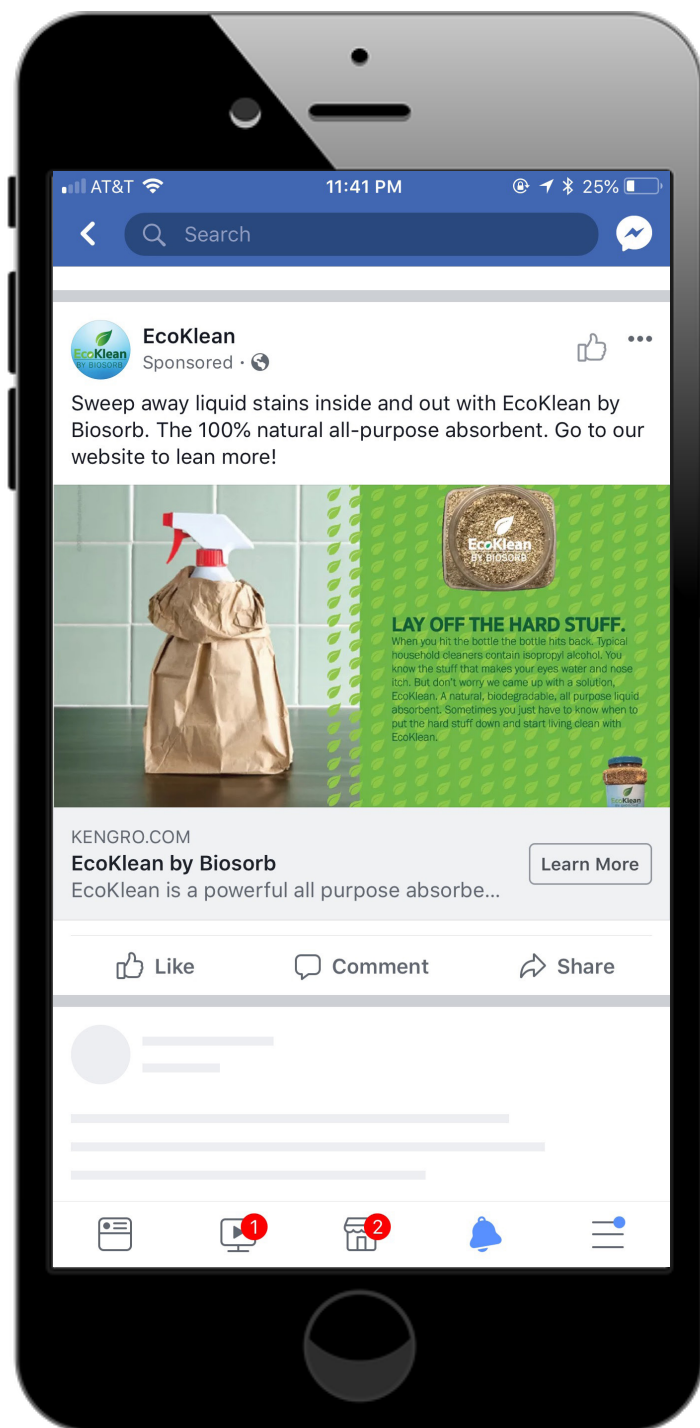 AT&T
11:41 PM
25%
Search
EcoKlean
Sponsored ·
Sweep away liquid stains inside and out with EcoKlean by
Biosorb. The 100% natural all-purpose absorbent. Go to our
website to lean more!
EcoKlean
BY BIOSORB
EcoKlean
BY BIOSORB
LAY OFF THE HARD STUFF.
When you hit the bottle the bottle hits back. Typical
household cleaners contain isopropyl alcohol. You
know the stuff that makes your eyes water and nose
itch. But don't worry we came up with a solution,
EcoKlean. A natural, biodegradable, all purpose liquid
absorbent. Sometimes you just have to know when to
put the hard stuff down and start living clean with
EcoKlean.
EcoKlean
KENGRO.COM
EcoKlean by Biosorb
EcoKlean is a powerful all purpose absorbe...
Learn More
Like
Comment
Share
1
2